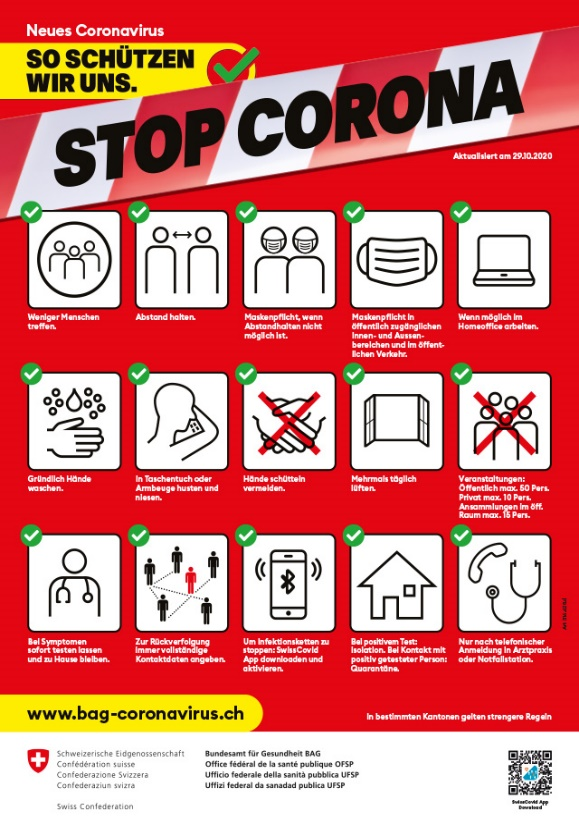 Neues Coronavirus
SO SCHÜTZEN
WIR UNS.
STOP CORONA
Aktualisiert am 29.10.2020
Weniger Menschen
treffen.
Abstand halten.
Maskenpflicht, wenn
Abstandhalten nicht
möglich ist.
Maskenpflicht in
öffentlich zugänglichen
Innen- und Aussen-
bereichen und im öffent-
lichen Verkehr.
Wenn möglich im
Homeoffice arbeiten.
Gründlich Hände
waschen.
In Taschentuch oder
Armbeuge husten und
niesen.
Hände schütteln
vermeiden.
Mehrmals täglich
lüften.
Veranstaltungen:
Öffentlich max. 50 Pers.
Privat max. 10 Pers.
Ansammlungen im öff.
Raum max. 15 Pers.
Bei Symptomen
sofort testen lassen
und zu Hause bleiben.
Zur Rückverfolgung
immer vollständige
Kontaktdaten angeben.
Um Infektionsketten zu
stoppen: SwissCovid
App downloaden und
aktivieren.
Bei positivem Test:
Isolation. Bei Kontakt mit
positiv getesteter Person:
Quarantäne.
Nur nach telefonischer
Anmeldung in Arztpraxis
oder Notfallstation.
www.bag-coronavirus.ch
In bestimmten Kantonen gelten strengere Regeln
Schweizerische Eidgenossenschaft
Confédération suisse
Confederazione Svizzera
Confederaziun svizra
Swiss Confederation
Bundesamt für Gesundheit BAG
Office fédéral de la santé publique OFSP
Ufficio federale della sanità pubblica UFSP
Uffizi federal da sanadad publica UFSP
SwissCovid App
Download